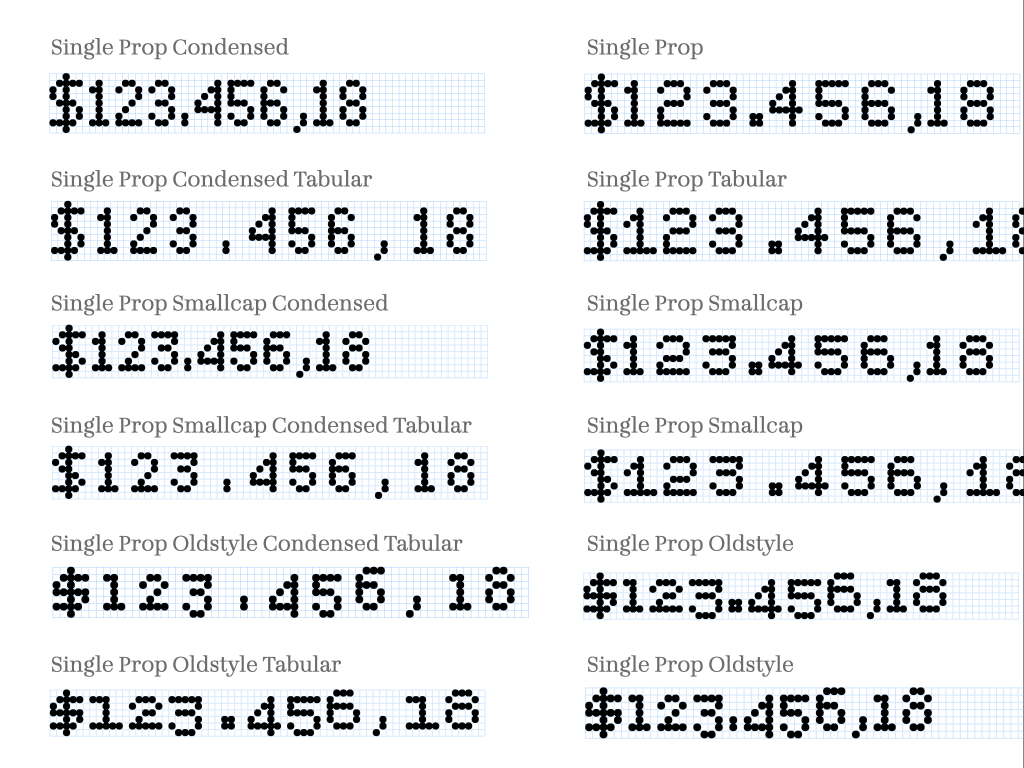 Single Prop Condensed
$123.456,18
Single Prop Condensed Tabular
$123.456,18
Single Prop Smallcap Condensed
$123.456,18
Single Prop Smallcap Condensed Tabular
$123.456,18
Single Prop Oldstyle Condensed Tabular
$123.456,18
Single Prop Oldstyle Tabular
$123.456,18
Single Prop
$123.456,18
Single Prop Tabular
$123.456,18
Single Prop Smallcap
$123.456,18
Single Prop Smallcap
$123.456,18
Single Prop Oldstyle
$123.456,18
Single Prop Oldstyle
$123.456,18